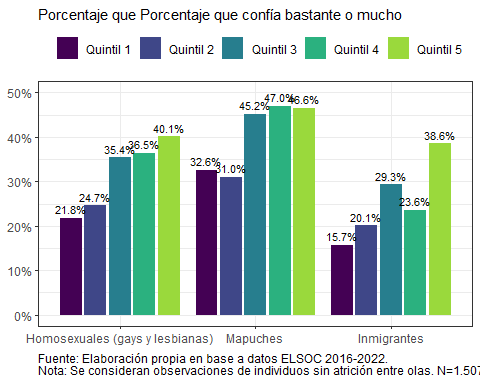 Porcentaje que Porcentaje que confía bastante o mucho
Quintil 1 Quintil 2 Quintil 3 Quintil 4 Quintil 5
50%
40%
30%
20%
10%
0%
21.8% 24.7% 35.4% 36.5% 40.1%
32.6% 31.0% 45.2% 47.0% 46.6%
15.7% 20.1% 29.3% 23.6% 38.6%
Homosexuales (gays y lesbianas) Mapuches Inmigrantes
Fuente: Elaboración propia en base a datos ELSOC 2016-2022.
Nota: Se consideran observaciones de individuos sin atrición entre olas. N=1.507